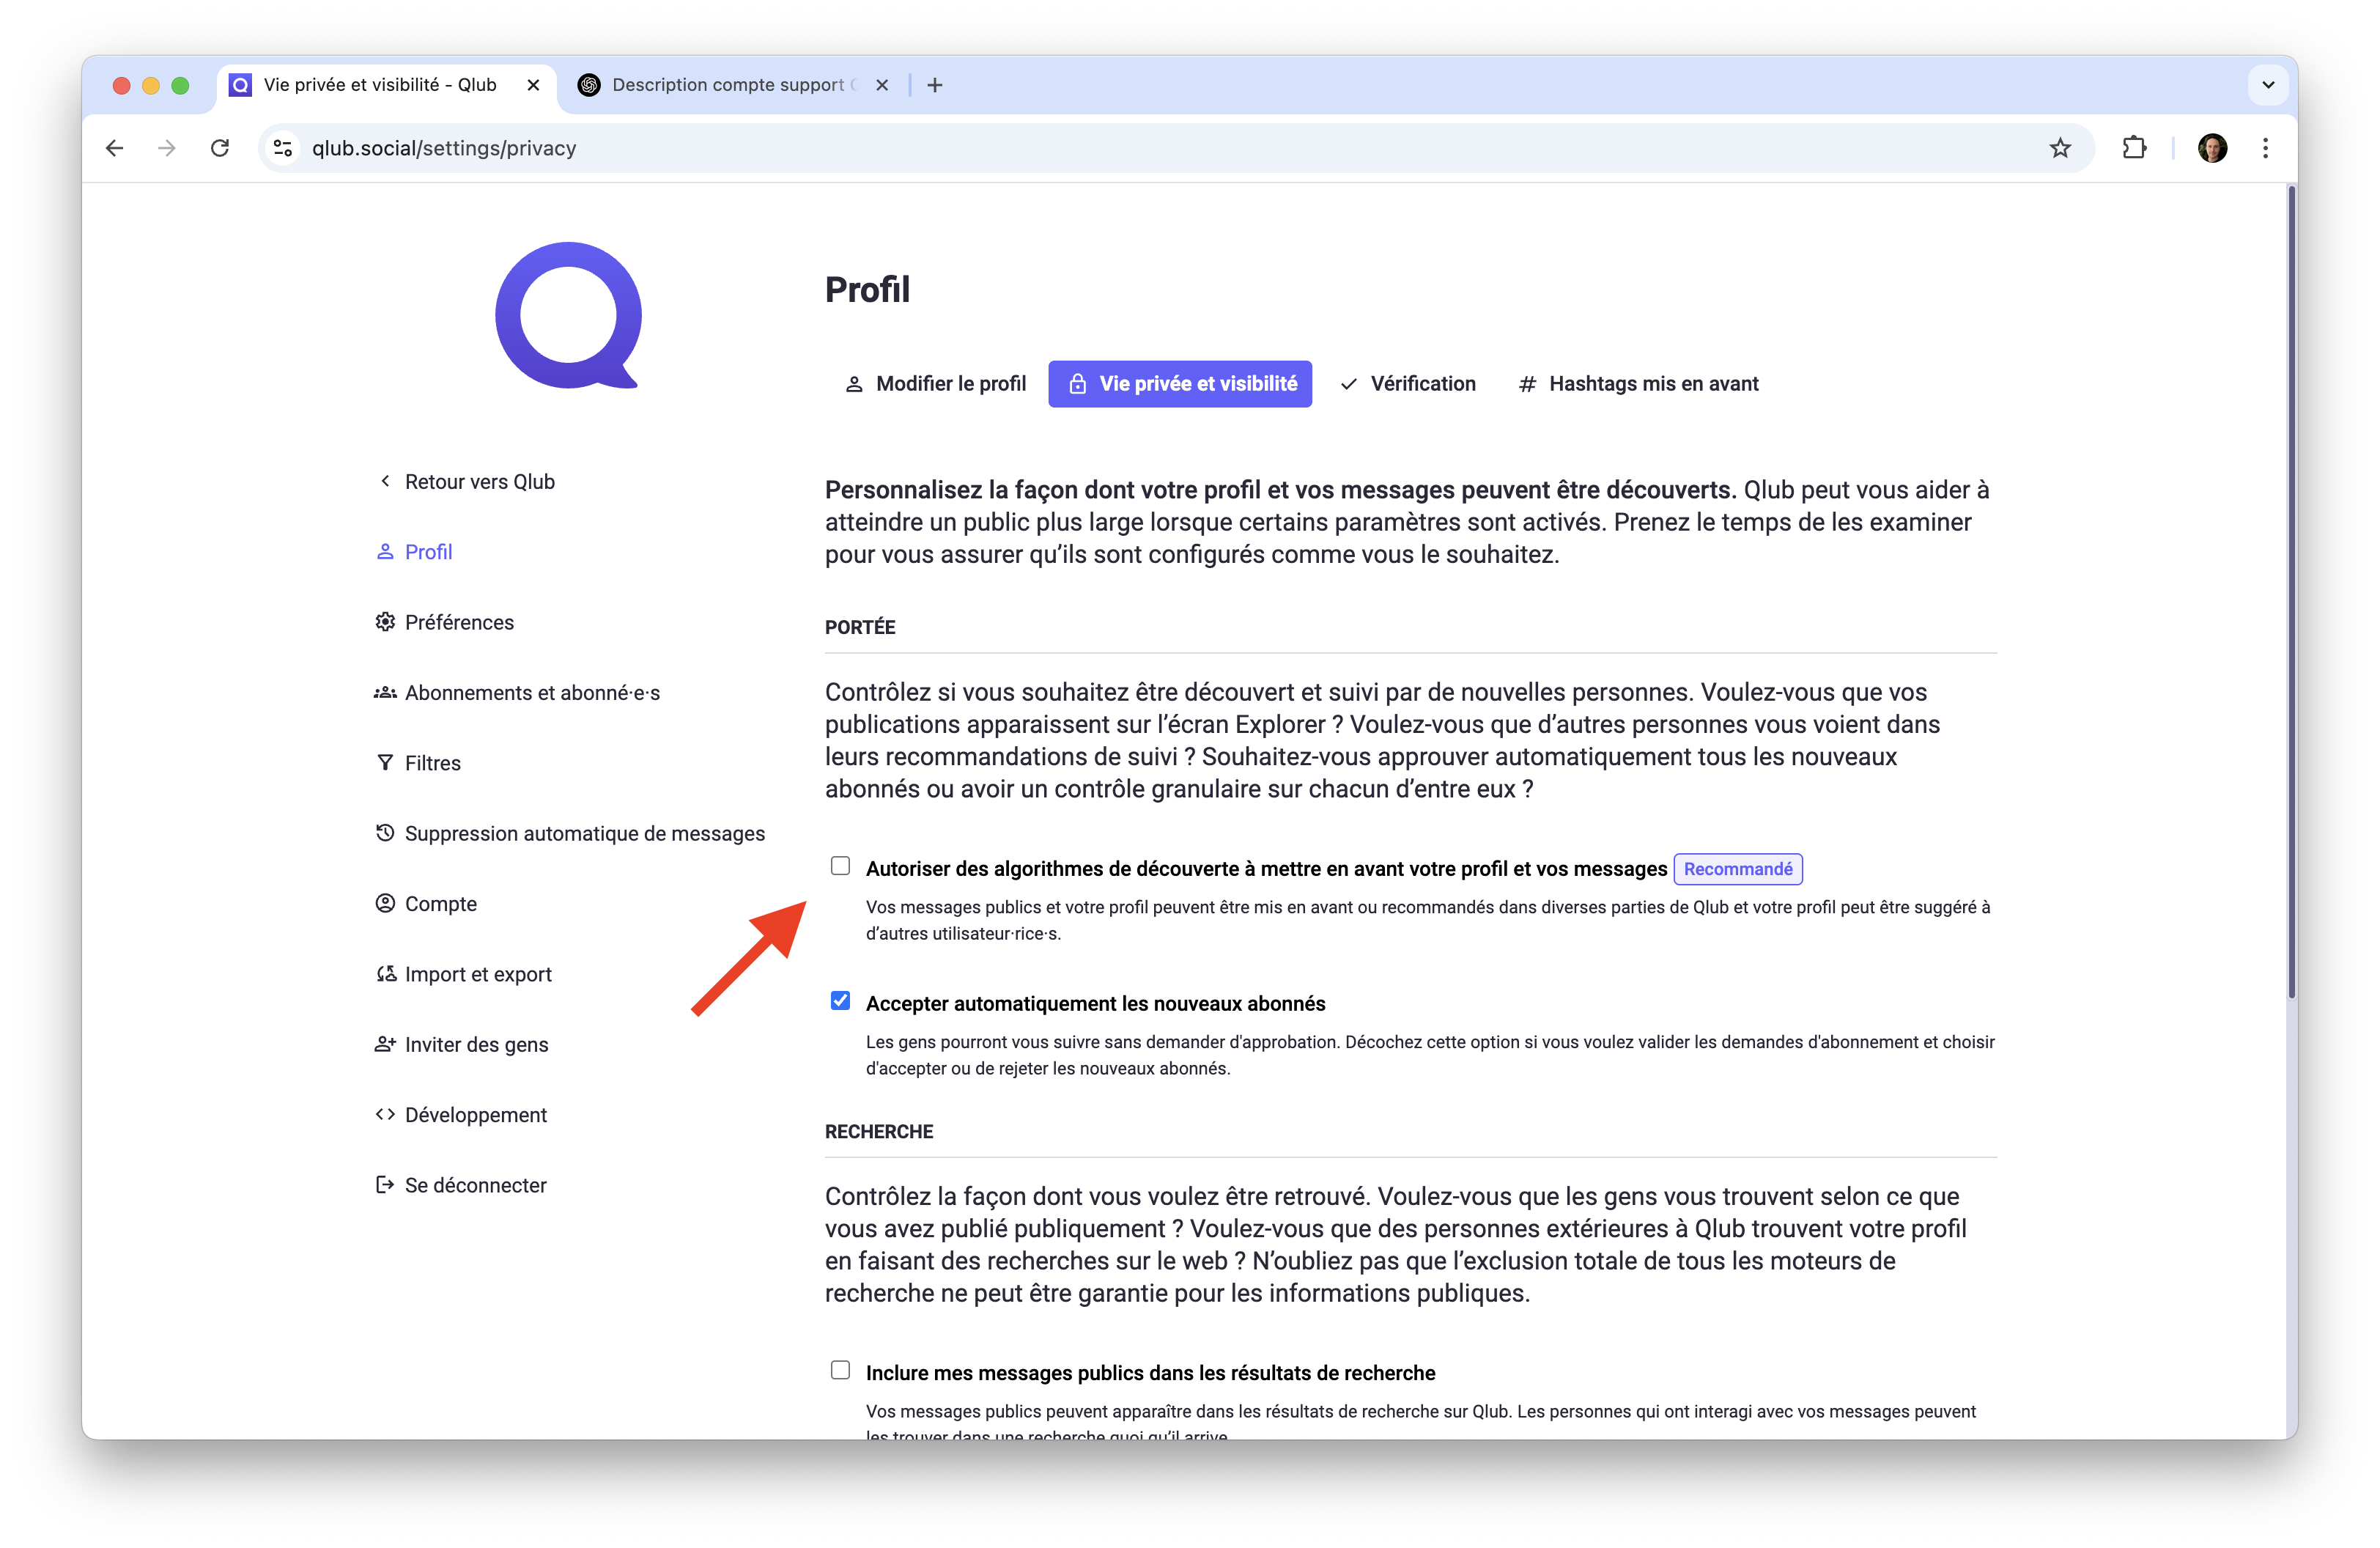 Vie privée et visibilité - Qlub
Description compte support
qlub.social/settings/privacy
Profil
Modifier le profil
Vie privée et visibilité
Vérification
Hashtags mis en avant
Retour vers Qlub
Profil
Préférences
Abonnements et abonné·e·s
Filtres
Suppression automatique de messages
Compte
Import et export
Inviter des gens
Développement
Se déconnecter
Personnalisez la façon dont votre profil et vos messages peuvent être découverts. Qlub peut vous aider à
atteindre un public plus large lorsque certains paramètres sont activés. Prenez le temps de les examiner
pour vous assurer qu’ils sont configurés comme vous le souhaitez.
PORTÉE
Contrôlez si vous souhaitez être découvert et suivi par de nouvelles personnes. Voulez-vous que vos
publications apparaissent sur l’écran Explorer ? Voulez-vous que d’autres personnes vous voient dans
leurs recommandations de suivi ? Souhaitez-vous approuver automatiquement tous les nouveaux
abonnés ou avoir un contrôle granulaire sur chacun d’entre eux ?
Autoriser des algorithmes de découverte à mettre en avant votre profil et vos messages Recommandé
Vos messages publics et votre profil peuvent être mis en avant ou recommandés dans diverses parties de Qlub et votre profil peut être suggéré à
d’autres utilisateur·rice·s.
Accepter automatiquement les nouveaux abonnés
Les gens pourront vous suivre sans demander d'approbation. Décochez cette option si vous voulez valider les demandes d'abonnement et choisir
d'accepter ou de rejeter les nouveaux abonnés.
RECHERCHE
Contrôlez la façon dont vous voulez être retrouvé. Voulez-vous que les gens vous trouvent selon ce que
vous avez publié publiquement ? Voulez-vous que des personnes extérieures à Qlub trouvent votre profil
en faisant des recherches sur le web ? N’oubliez pas que l’exclusion totale de tous les moteurs de
recherche ne peut être garantie pour les informations publiques.
Inclure mes messages publics dans les résultats de recherche
Vos messages publics peuvent apparaître dans les résultats de recherche sur Qlub. Les personnes qui ont interagi avec vos messages peuvent
les trouver dans une recherche quoi qu’il arrive.